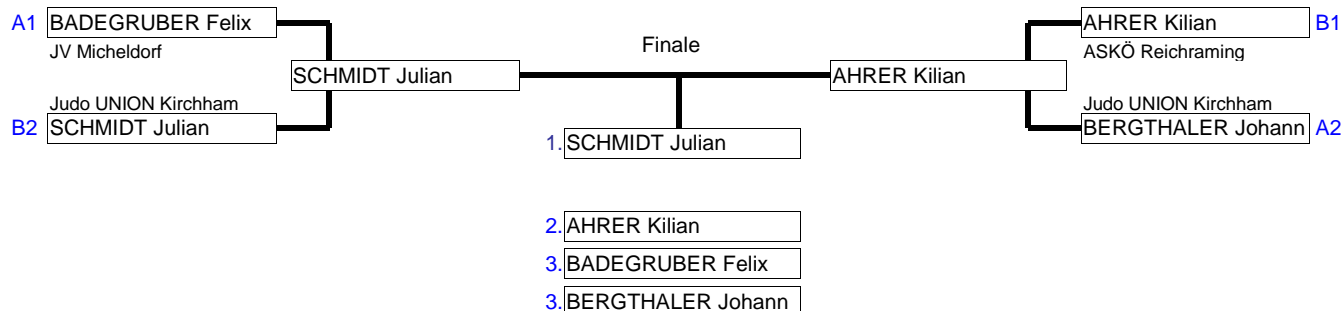 A1 BADEGRUBER Felix
JV Micheldorf
Finale
AHRER Kilian B1
ASKÖ Reichraming
SCHMIDT Julian
AHRER Kilian
Judo UNION Kirchham
B2 SCHMIDT Julian
Judo UNION Kirchham
BERGTHALER Johann A2
1. SCHMIDT Julian
2. AHRER Kilian
3. BADEGRUBER Felix
3. BERGTHALER Johann